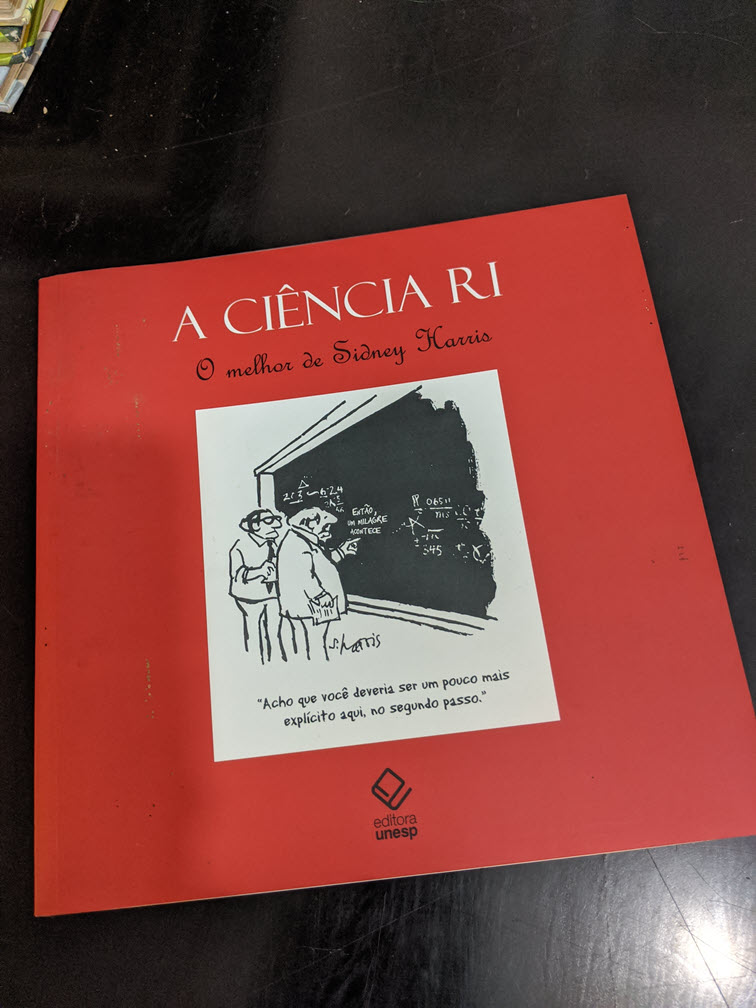 A CIÊNCIA RI
O melhor de Sidney Harris
ENTÃO,
UM MILAGRE
ACONTECE
S. Harris
"Acho que você deveria ser um pouco mais
explícito aqui, no segundo passo."
editora
unesp